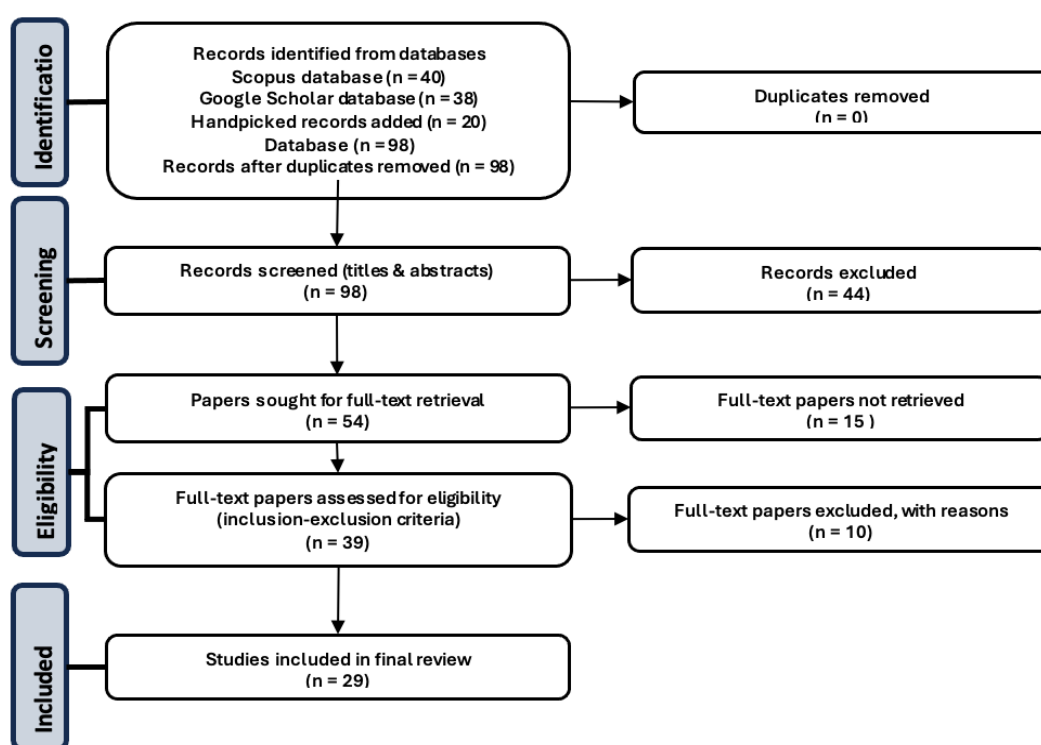 Identificatio
Records identified from databases
Scopus database (n = 40)
Google Scholar database (n = 38)
Handpicked records added (n = 20)
Database (n = 98)
Records after duplicates removed (n = 98)
Duplicates removed
(n = 0)
Screening
Records screened (titles & abstracts)
(n = 98)
Records excluded
(n = 44)
Eligibility
Papers sought for full-text retrieval
(n = 54)
Full-text papers not retrieved
(n = 15 )
Full-text papers assessed for eligibility
(inclusion-exclusion criteria)
(n = 39)
Full-text papers excluded, with reasons
(n = 10)
Included
Studies included in final review
(n = 29)